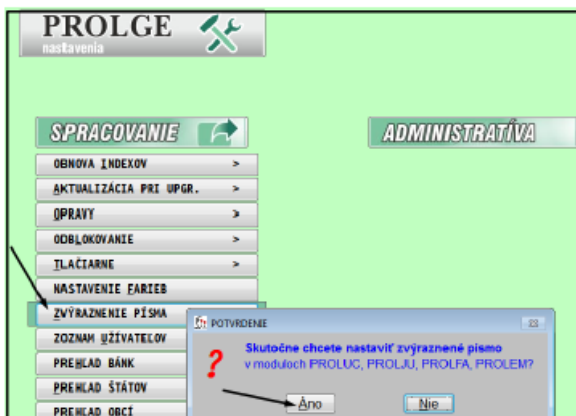 PROLGE
nastavenia
SPRACOVANIE
ADMINISTRATÍVA
OBNOVA INDEXOV >
AKTUALIZÁCIA PRI UPGR. >
OPRAVY >
ODBLOKOVANIE >
TLAČIARNE >
NASTAVENIE FARIEB
ZVÝRAZNENIE PÍSMA
ZOZNAM UŽÍVATEĽOV
PREHĽAD BÁNK
PREHĽAD ŠTÁTOV
PREHĽAD OBCÍ
POTVRDENIE
Skutočne chcete nastaviť zvýraznené písmo
v moduloch PROLUC, PROLJU, PROLFA, PROLEM?
Áno
Nie